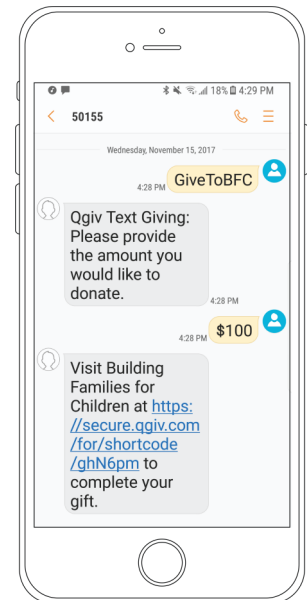 18% 4:29 PM
50155
Wednesday, November 15, 2017
4:28 PM GiveToBFC
Qgiv Text Giving:
Please provide
the amount you
would like to
donate.
4:28 PM
4:28 PM $100
Visit Building
Families for
Children at https:
//secure.qgiv.com
/for/shortcode
/ghN6pm to
complete your
gift.